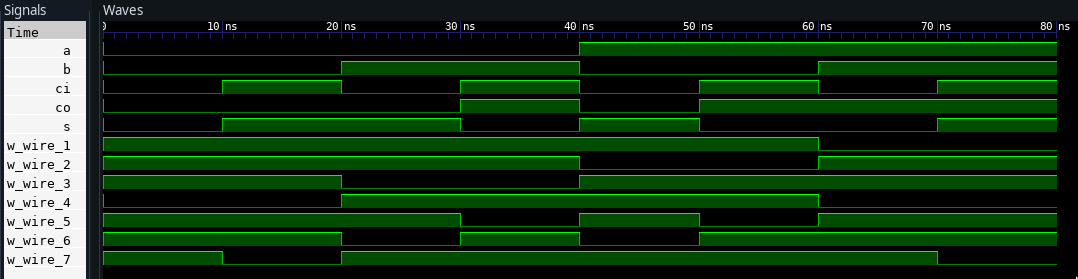 Signals
Waves
Time
0 10 ns 20 ns 30 ns 40 ns 50 ns 60 ns 70 ns 80 ns
a
b
ci
co
s
w_wire_1
w_wire_2
w_wire_3
w_wire_4
w_wire_5
w_wire_6
w_wire_7